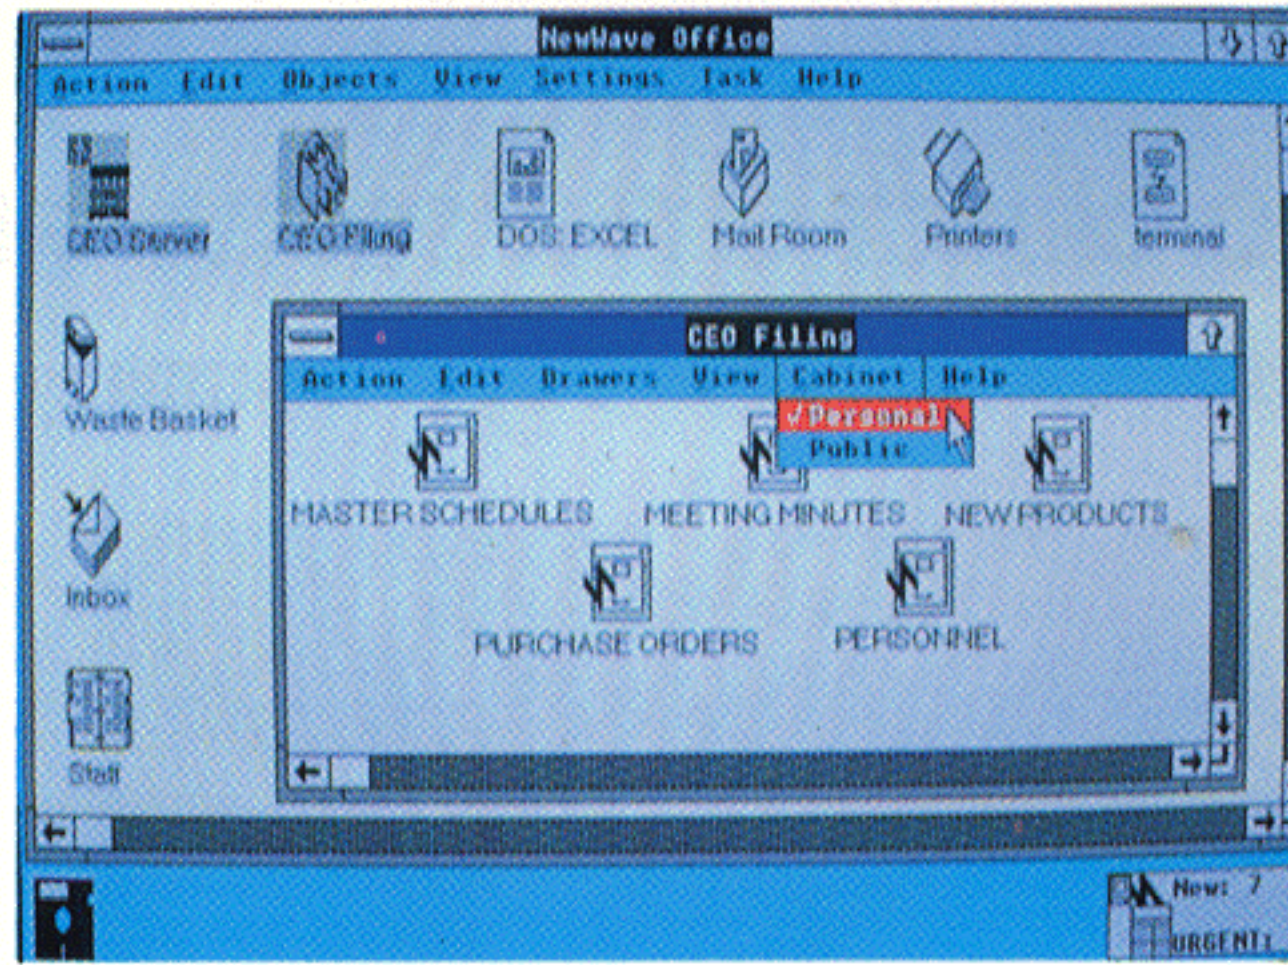 NewWave Office
Action Edit Objects View Settings Task Help
CEO Server CEO Filing DOS: EXCEL Mail Room Printers terminal
CEO Filing
Waste Basket
Action Edit Drawers View Cabinet Help
✓Personal
Public
MASTER SCHEDULES MEETING MINUTES NEW PRODUCTS
Inbox
PURCHASE ORDERS PERSONNEL
Staff
New: 7
URGENT: